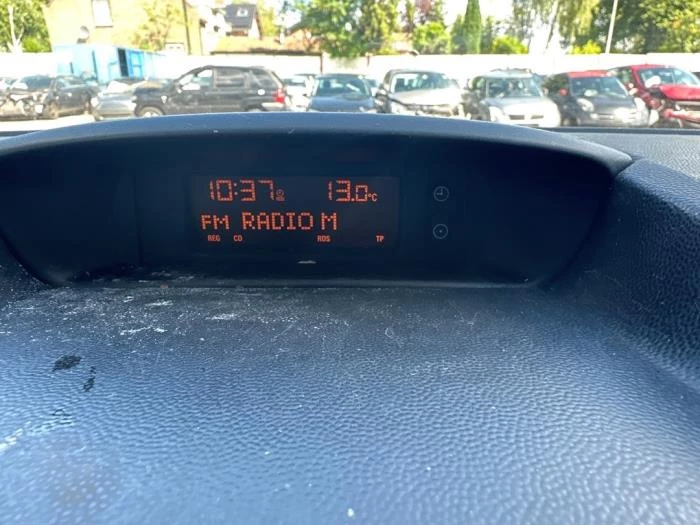 10:37 13.0°C
FM RADIO M
REG CD RDS TP